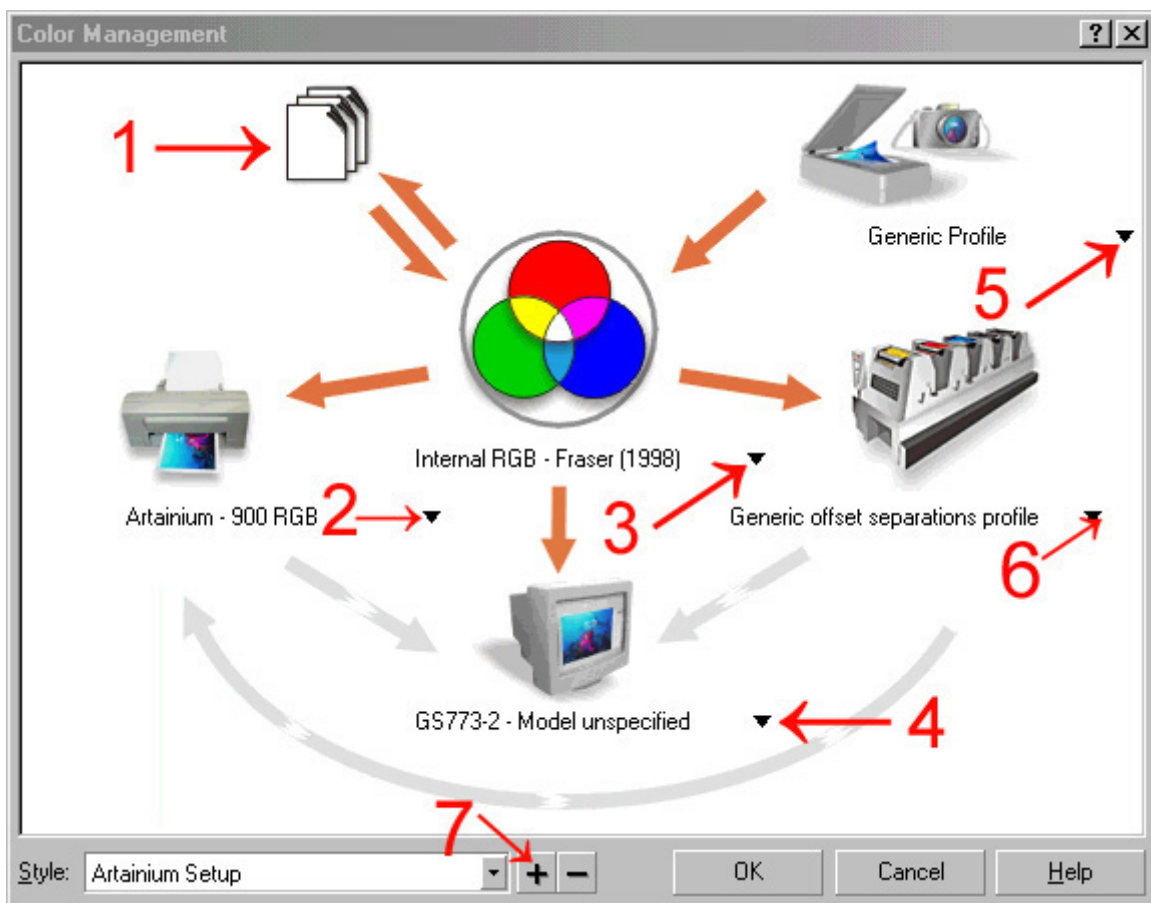 Color Management
1
Generic Profile
5
Internal RGB - Fraser (1998)
3
Artainium - 900 RGB
2
Generic offset separations profile
6
GS773-2 - Model unspecified
4
7
Style: Artainium Setup + − OK Cancel Help